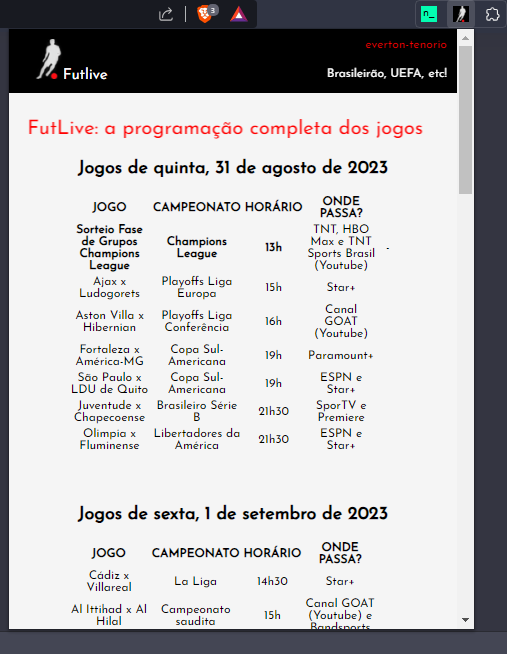 3
n_
everton-tenorio
Futlive
Brasileirão, UEFA, etc!
FutLive: a programação completa dos jogos
Jogos de quinta, 31 de agosto de 2023
JOGO CAMPEONATO HORÁRIO ONDE PASSA?
Sorteio Fase de Grupos Champions League Champions League 13h TNT, HBO Max e TNT Sports Brasil (Youtube) -
Ajax x Ludogorets Playoffs Liga Europa 15h Star+
Aston Villa x Hibernian Playoffs Liga Conferência 16h Canal GOAT (Youtube)
Fortaleza x América-MG Copa Sul-Americana 19h Paramount+
São Paulo x LDU de Quito Copa Sul-Americana 19h ESPN e Star+
Juventude x Chapecoense Brasileiro Série B 21h30 SporTV e Premiere
Olimpia x Fluminense Libertadores da América 21h30 ESPN e Star+
Jogos de sexta, 1 de setembro de 2023
JOGO CAMPEONATO HORÁRIO ONDE PASSA?
Cádiz x Villareal La Liga 14h30 Star+
Al Ittihad x Al Hilal Campeonato saudita 15h Canal GOAT (Youtube) e Bandsports